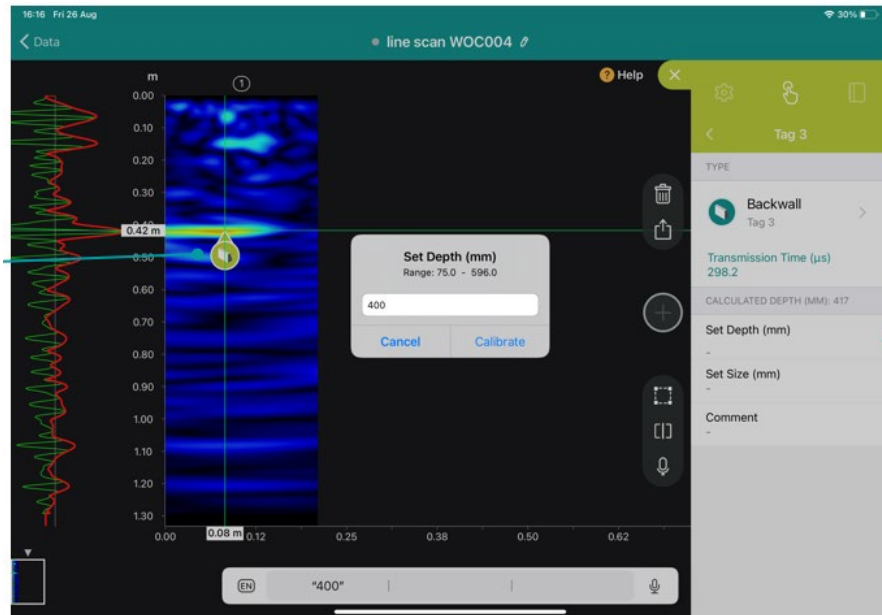 16:16 Fri 26 Aug
30%
Data
line scan WOC004
m
1
? Help
0.00
0.10
0.20
0.30
0.40
0.42 m
0.50
0.60
0.70
0.80
0.90
1.00
1.10
1.20
1.30
0.00
0.08 m
0.12
0.25
0.38
0.50
0.62
Set Depth (mm)
Range: 75.0 - 596.0
400
Cancel
Calibrate
Tag 3
TYPE
Backwall
Tag 3
Transmission Time (µs)
298.2
CALCULATED DEPTH (MM): 417
Set Depth (mm)
-
Set Size (mm)
-
Comment
-
EN
"400"